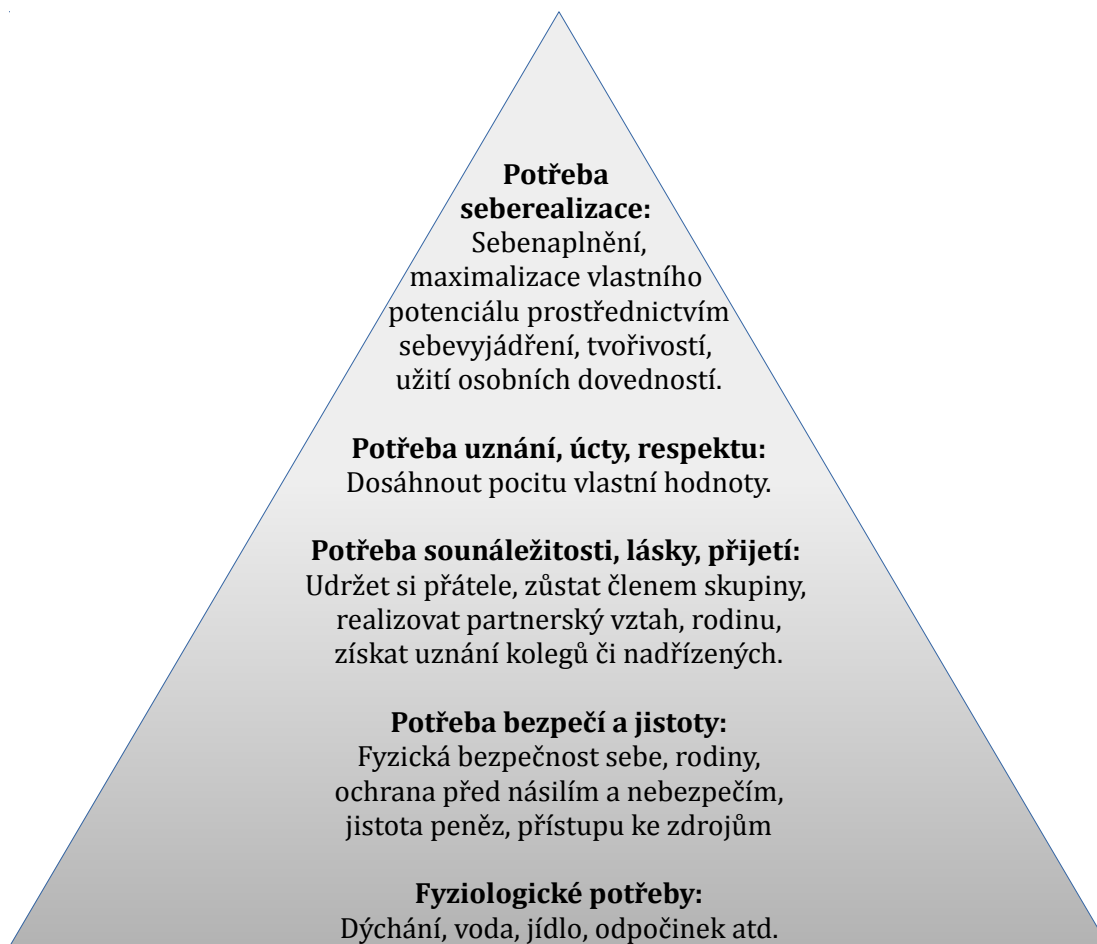 Potřeba
seberealizace:
Sebenaplnění,
maximalizace vlastního
potenciálu prostřednictvím
sebevyjádření, tvořivostí,
užití osobních dovedností.
Potřeba uznání, úcty, respektu:
Dosáhnout pocitu vlastní hodnoty.
Potřeba sounáležitosti, lásky, přijetí:
Udržet si přátele, zůstat členem skupiny,
realizovat partnerský vztah, rodinu,
získat uznání kolegů či nadřízených.
Potřeba bezpečí a jistoty:
Fyzická bezpečnost sebe, rodiny,
ochrana před násilím a nebezpečím,
jistota peněz, přístupu ke zdrojům
Fyziologické potřeby:
Dýchání, voda, jídlo, odpočinek atd.